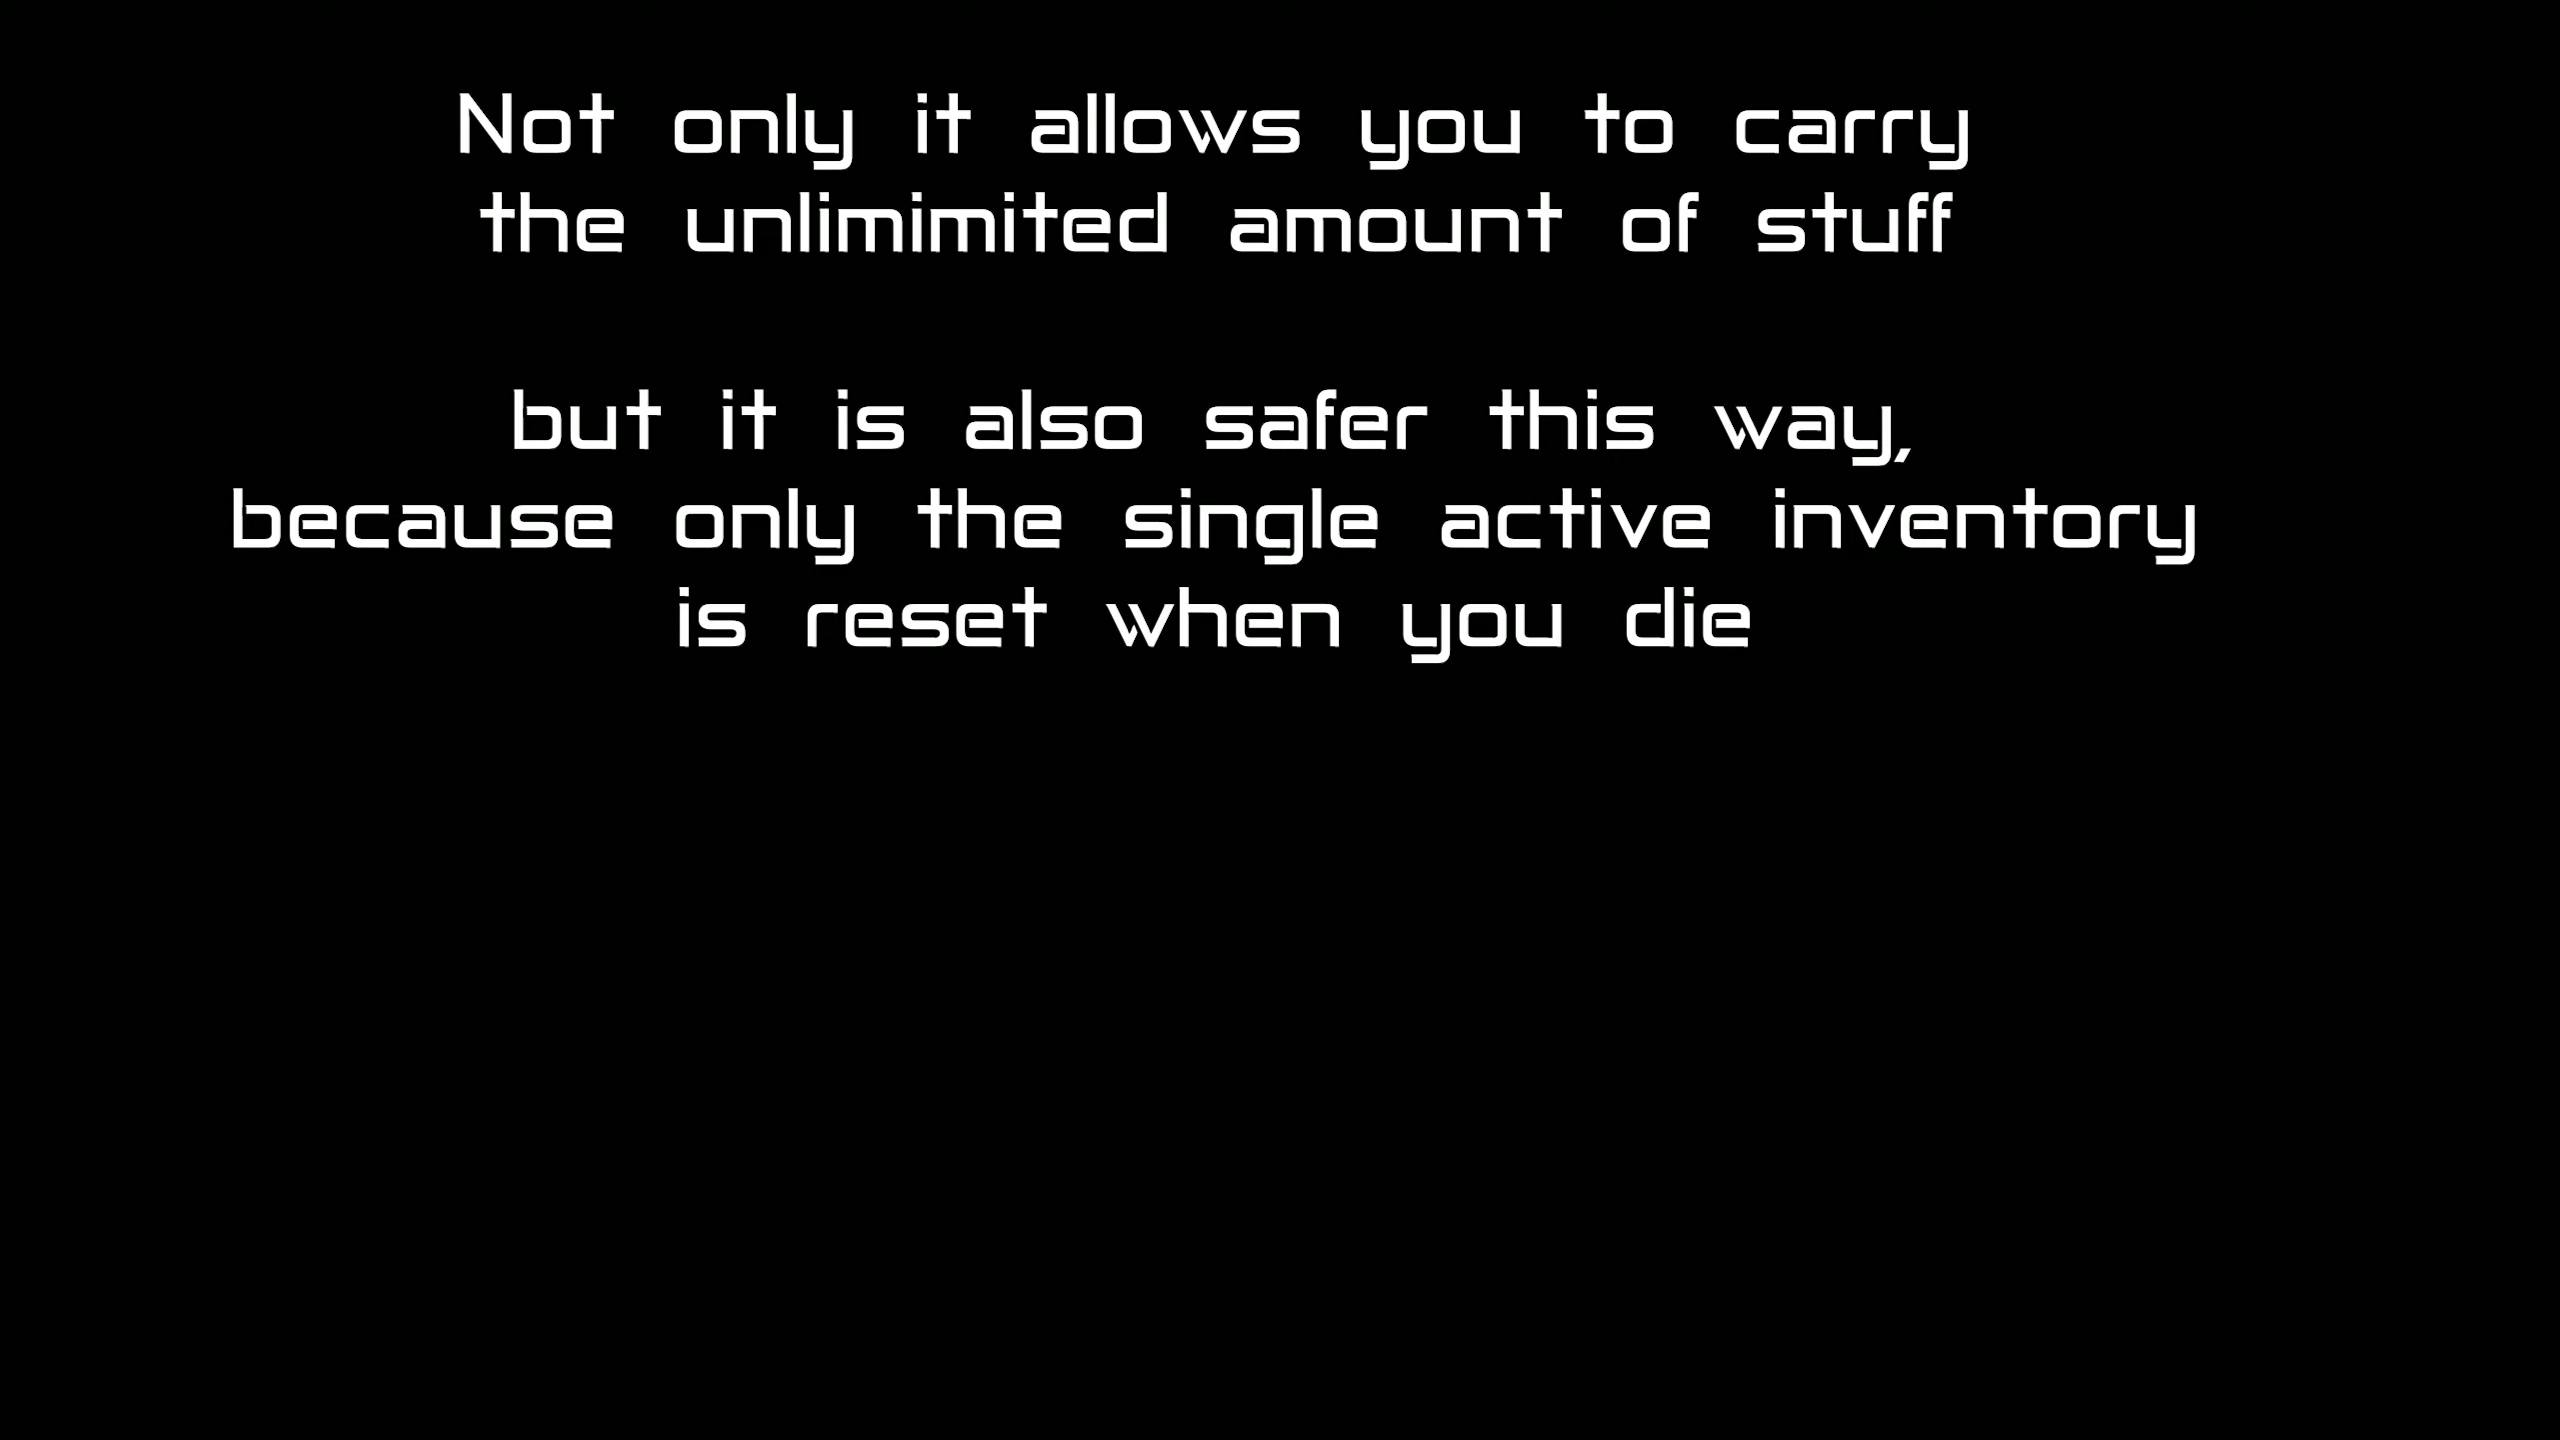 Not only it allows you to carry
the unlimimited amount of stuff
but it is also safer this way,
because only the single active inventory
is reset when you die